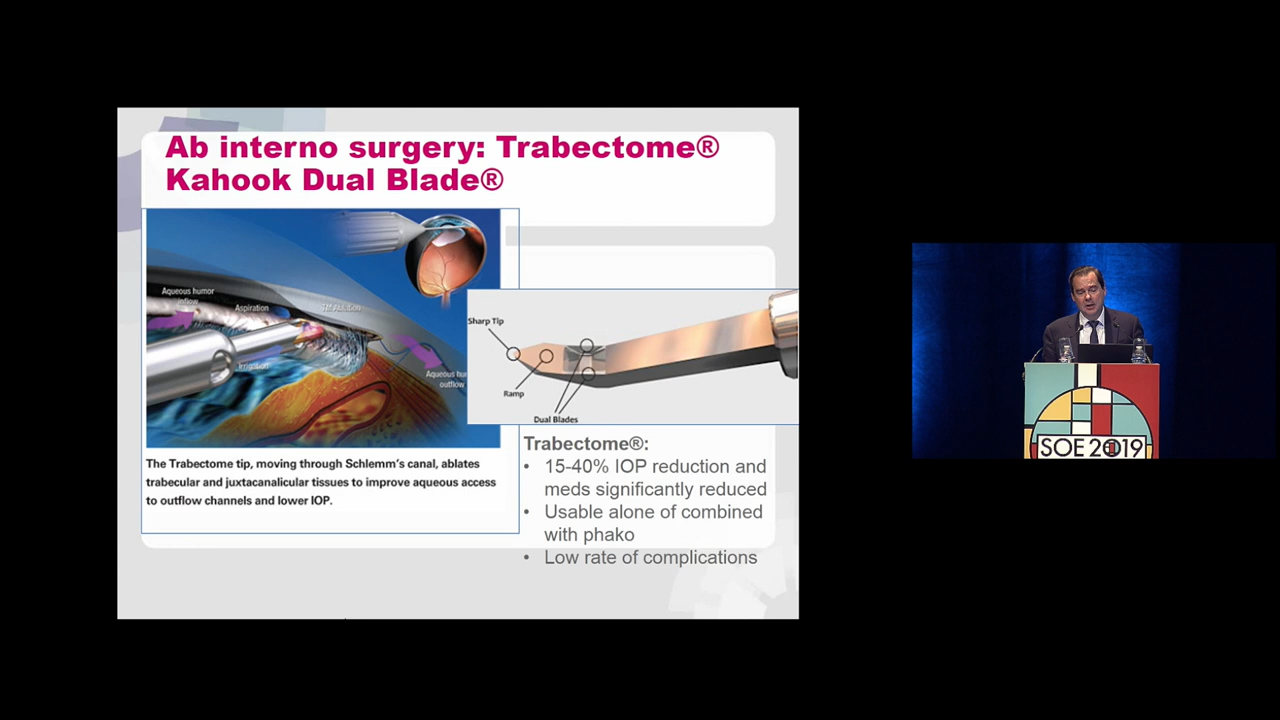 Ab interno surgery: Trabectome®
Kahook Dual Blade®
Aqueous humor
inflow
Aspiration
TM Ablation
Irrigation
Aqueous hu
outflow
Sharp Tip
Ramp
Dual Blades
The Trabectome tip, moving through Schlemm's canal, ablates
trabecular and juxtacanalicular tissues to improve aqueous access
to outflow channels and lower IOP.
Trabectome®:
• 15-40% IOP reduction and
meds significantly reduced
• Usable alone of combined
with phako
• Low rate of complications
SOE 2019